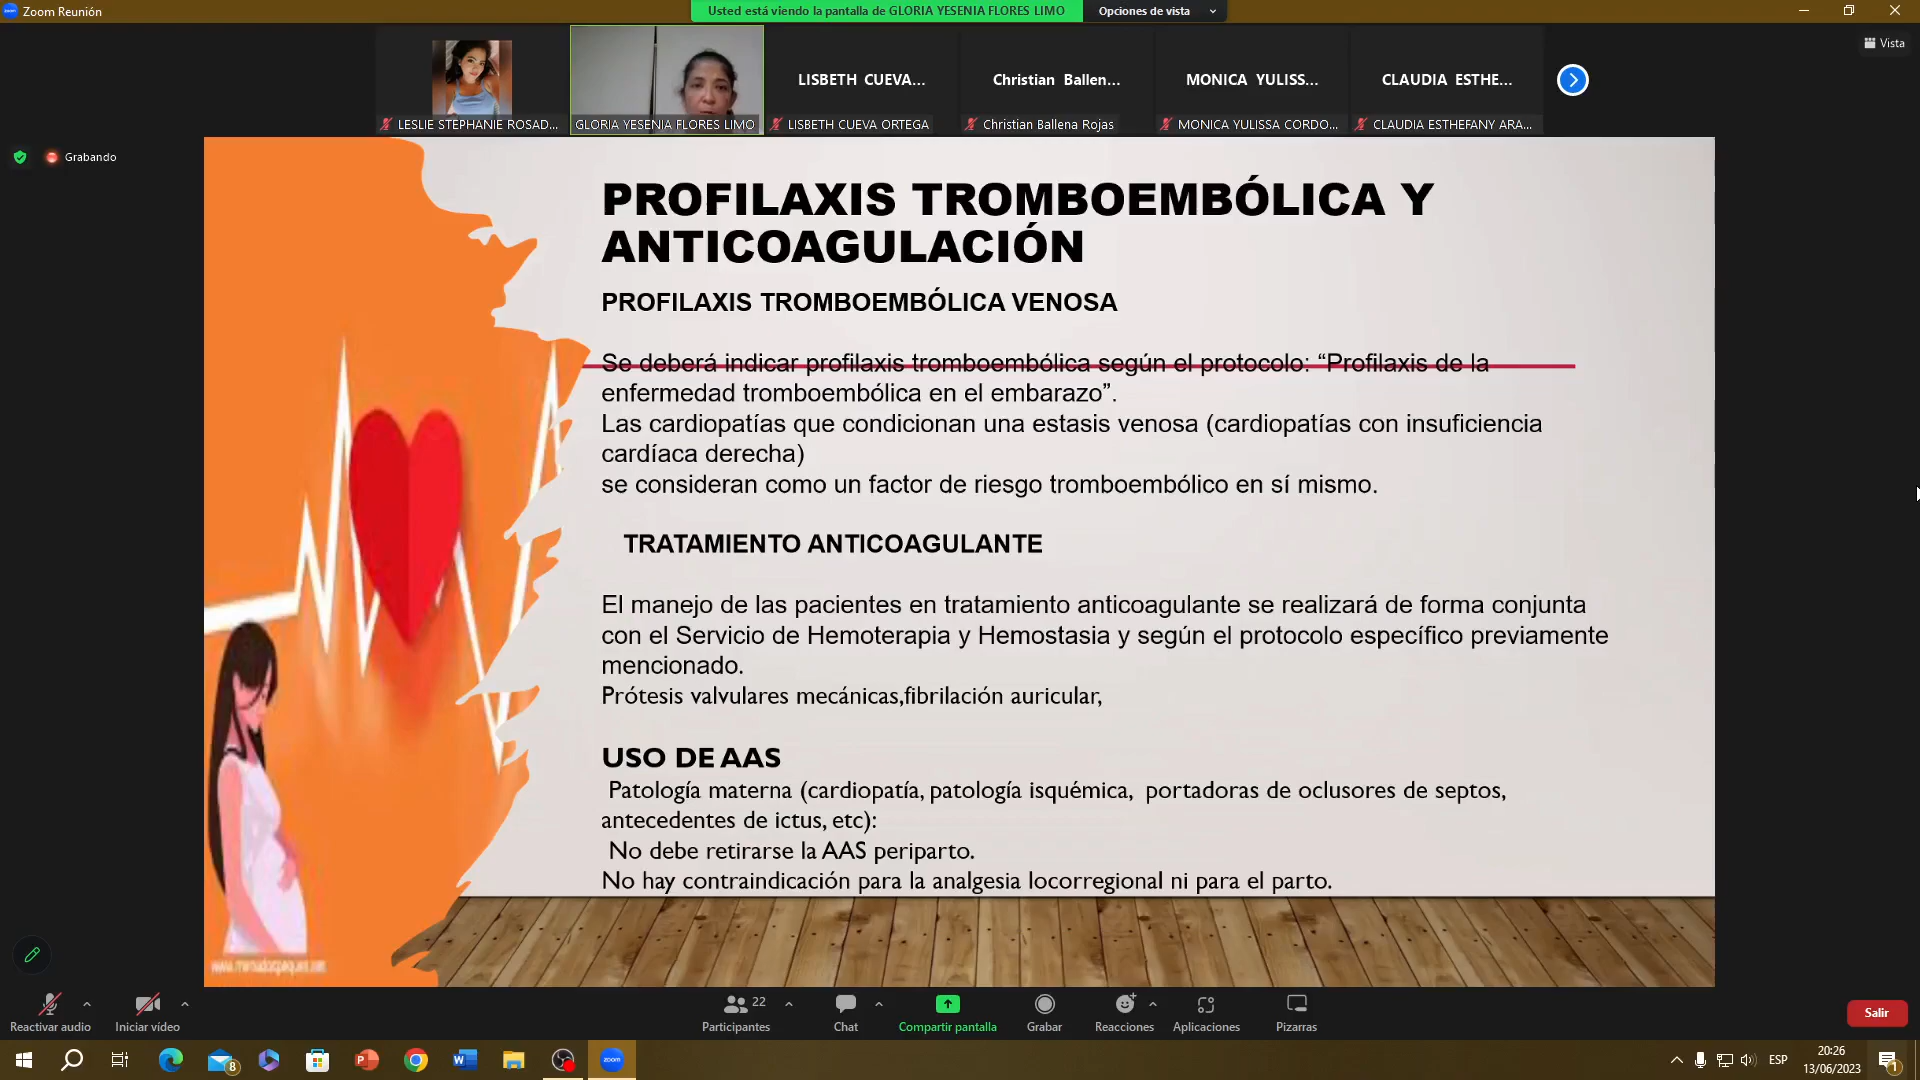 Zoom Reunión
Usted está viendo la pantalla de GLORIA YESENIA FLORES LIMO
Opciones de vista
Vista
LISBETH CUEVA...
Christian Ballen...
MONICA YULISS...
CLAUDIA ESTHE...
LESLIE STEPHANIE ROSAD...
GLORIA YESENIA FLORES LIMO
LISBETH CUEVA ORTEGA
Christian Ballena Rojas
MONICA YULISSA CORDO...
CLAUDIA ESTHEFANY ARA...
Grabando
PROFILAXIS TROMBOEMBÓLICA Y
ANTICOAGULACIÓN
PROFILAXIS TROMBOEMBÓLICA VENOSA
Se deberá indicar profilaxis tromboembólica según el protocolo: “Profilaxis de la
enfermedad tromboembólica en el embarazo”.
Las cardiopatías que condicionan una estasis venosa (cardiopatías con insuficiencia
cardíaca derecha)
se consideran como un factor de riesgo tromboembólico en sí mismo.
TRATAMIENTO ANTICOAGULANTE
El manejo de las pacientes en tratamiento anticoagulante se realizará de forma conjunta
con el Servicio de Hemoterapia y Hemostasia y según el protocolo específico previamente
mencionado.
Prótesis valvulares mecánicas,fibrilación auricular,
USO DE AAS
Patología materna (cardiopatía, patología isquémica, portadoras de oclusores de septos,
antecedentes de ictus, etc):
No debe retirarse la AAS periparto.
No hay contraindicación para la analgesia locorregional ni para el parto.
Reactivar audio
Iniciar vídeo
22
Participantes
Chat
Compartir pantalla
Grabar
Reacciones
Aplicaciones
Pizarras
Salir
8
zoom
ESP
20:26
13/06/2023
1